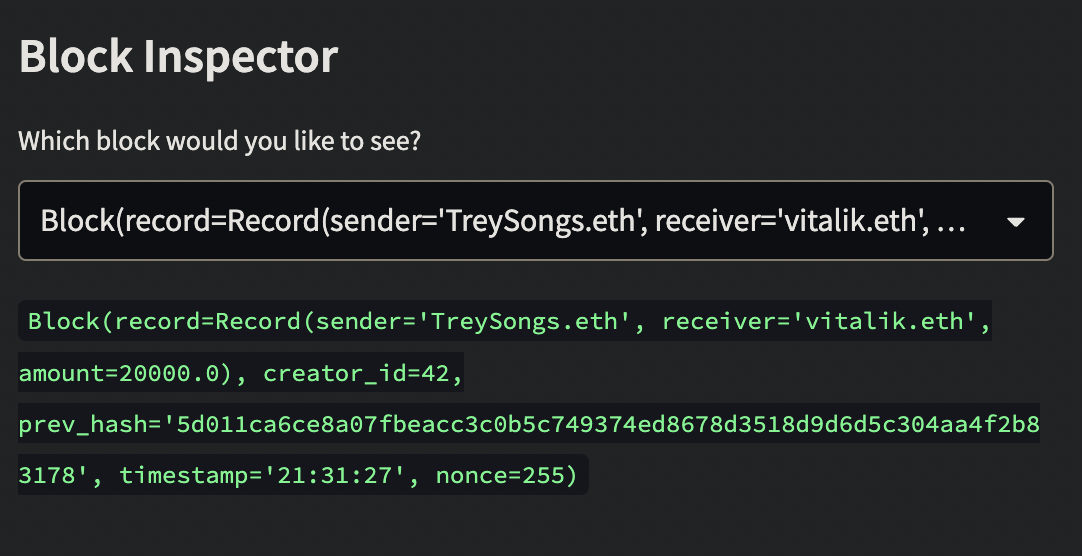 Block Inspector
Which block would you like to see?
Block(record=Record(sender='TreySongs.eth', receiver='vitalik.eth', ...
Block(record=Record(sender='TreySongs.eth', receiver='vitalik.eth',
amount=20000.0), creator_id=42,
prev_hash='5d011ca6ce8a07fbeacc3c0b5c749374ed8678d3518d9d6d5c304aa4f2b8
3178', timestamp='21:31:27', nonce=255)